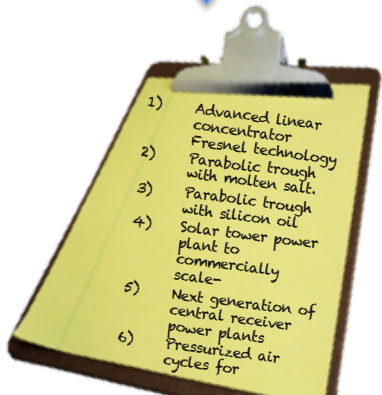 1) Advanced linear
concentrator
Fresnel technology
2) Parabolic trough
with molten salt.
3) Parabolic trough
with silicon oil
4) Solar tower power
plant to
commercially
scale-
5) Next generation of
central receiver
power plants
6) Pressurized air
cycles for